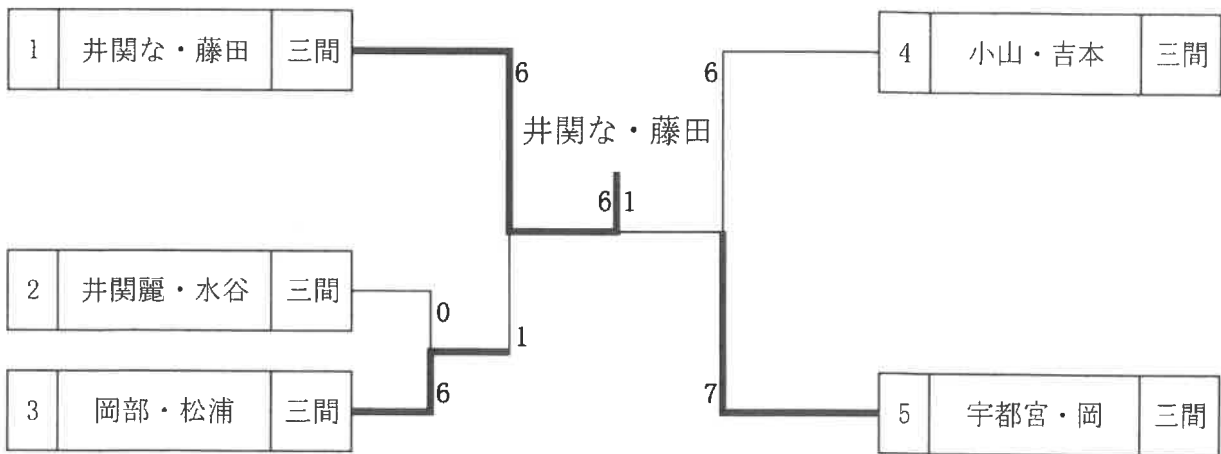 1 井関な・藤田 三間
6
6
4 小山・吉本 三間
井関な・藤田
6 1
2 井関麗・水谷 三間
0
1
3 岡部・松浦 三間
6
7
5 宇都宮・岡 三間